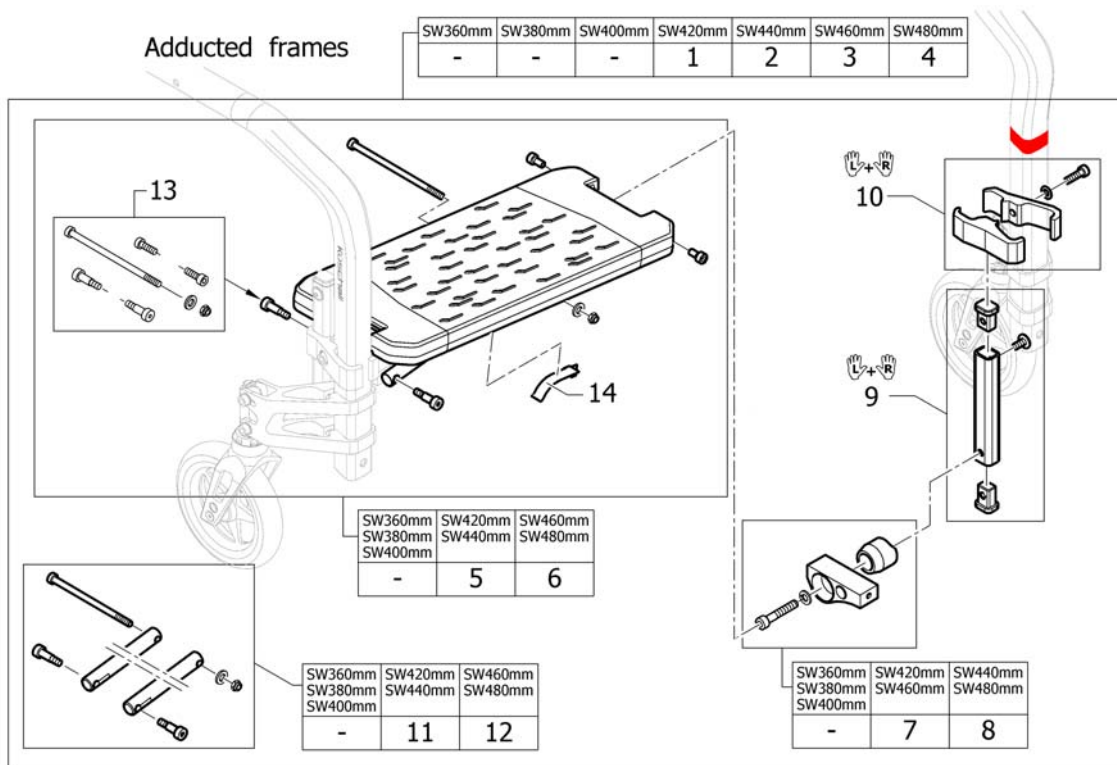 Adducted frames
SW360mm SW380mm SW400mm SW420mm SW440mm SW460mm SW480mm
- - - 1 2 3 4
13
L + R
10
KÜSCHALL
14
L + R
9
SW360mm SW420mm SW460mm
SW380mm SW440mm SW480mm
SW400mm
- 5 6
SW360mm SW420mm SW460mm
SW380mm SW440mm SW480mm
SW400mm
- 11 12
SW360mm SW420mm SW440mm
SW380mm SW460mm SW480mm
SW400mm
- 7 8